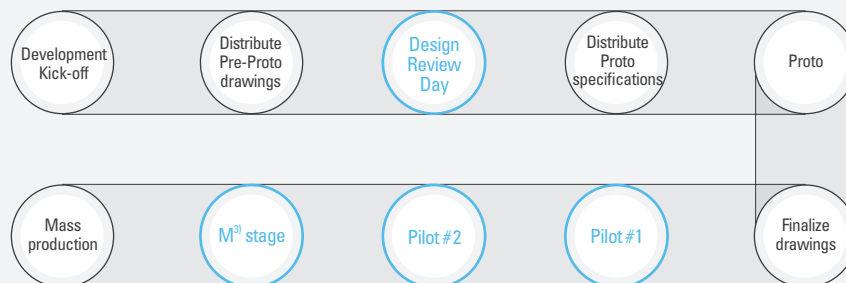 Development
Kick-off
Distribute
Pre-Proto
drawings
Design
Review
Day
Distribute
Proto
specifications
Proto
Mass
production
M³⁾ stage
Pilot #2
Pilot #1
Finalize
drawings